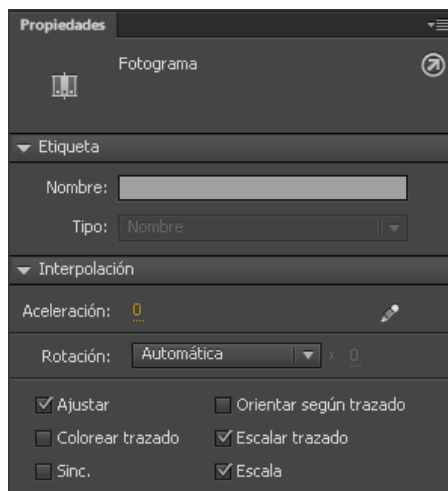 Propiedades
Fotograma
Etiqueta
Nombre:
Tipo: Nombre
Interpolación
Aceleración: 0
Rotación: Automática x 0
Ajustar Orientar según trazado
Colorear trazado Escalar trazado
Sinc. Escala